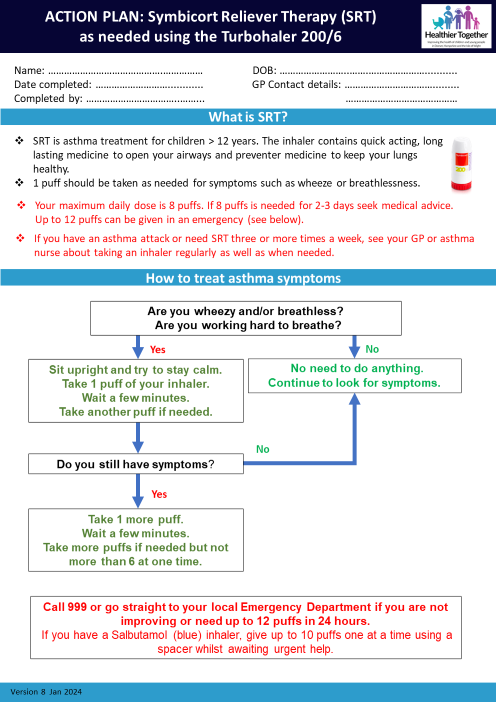 ACTION PLAN: Symbicort Reliever Therapy (SRT)
as needed using the Turbohaler 200/6
Healthier Together
Name: ……………………………………………………
DOB: ……………………………………………………...........
Date completed: ……………………...........
GP Contact details: ……………………………..........
Completed by: …………………………………….....
……………………………………
What is SRT?
❖ SRT is asthma treatment for children > 12 years. The inhaler contains quick acting, long
lasting medicine to open your airways and preventer medicine to keep your lungs
healthy.
❖ 1 puff should be taken as needed for symptoms such as wheeze or breathlessness.
❖ Your maximum daily dose is 8 puffs. If 8 puffs is needed for 2-3 days seek medical advice.
Up to 12 puffs can be given in an emergency (see below).
❖ If you have an asthma attack or need SRT three or more times a week, see your GP or asthma
nurse about taking an inhaler regularly as well as when needed.
How to treat asthma symptoms
Are you wheezy and/or breathless?
Are you working hard to breathe?
Yes
No
Sit upright and try to stay calm.
Take 1 puff of your inhaler.
Wait a few minutes.
Take another puff if needed.
No need to do anything.
Continue to look for symptoms.
No
Do you still have symptoms?
Yes
Take 1 more puff.
Wait a few minutes.
Take more puffs if needed but not
more than 6 at one time.
Call 999 or go straight to your local Emergency Department if you are not
improving or need up to 12 puffs in 24 hours.
If you have a Salbutamol (blue) inhaler, give up to 10 puffs one at a time using a
spacer whilst awaiting urgent help.
Version 8 Jan 2024